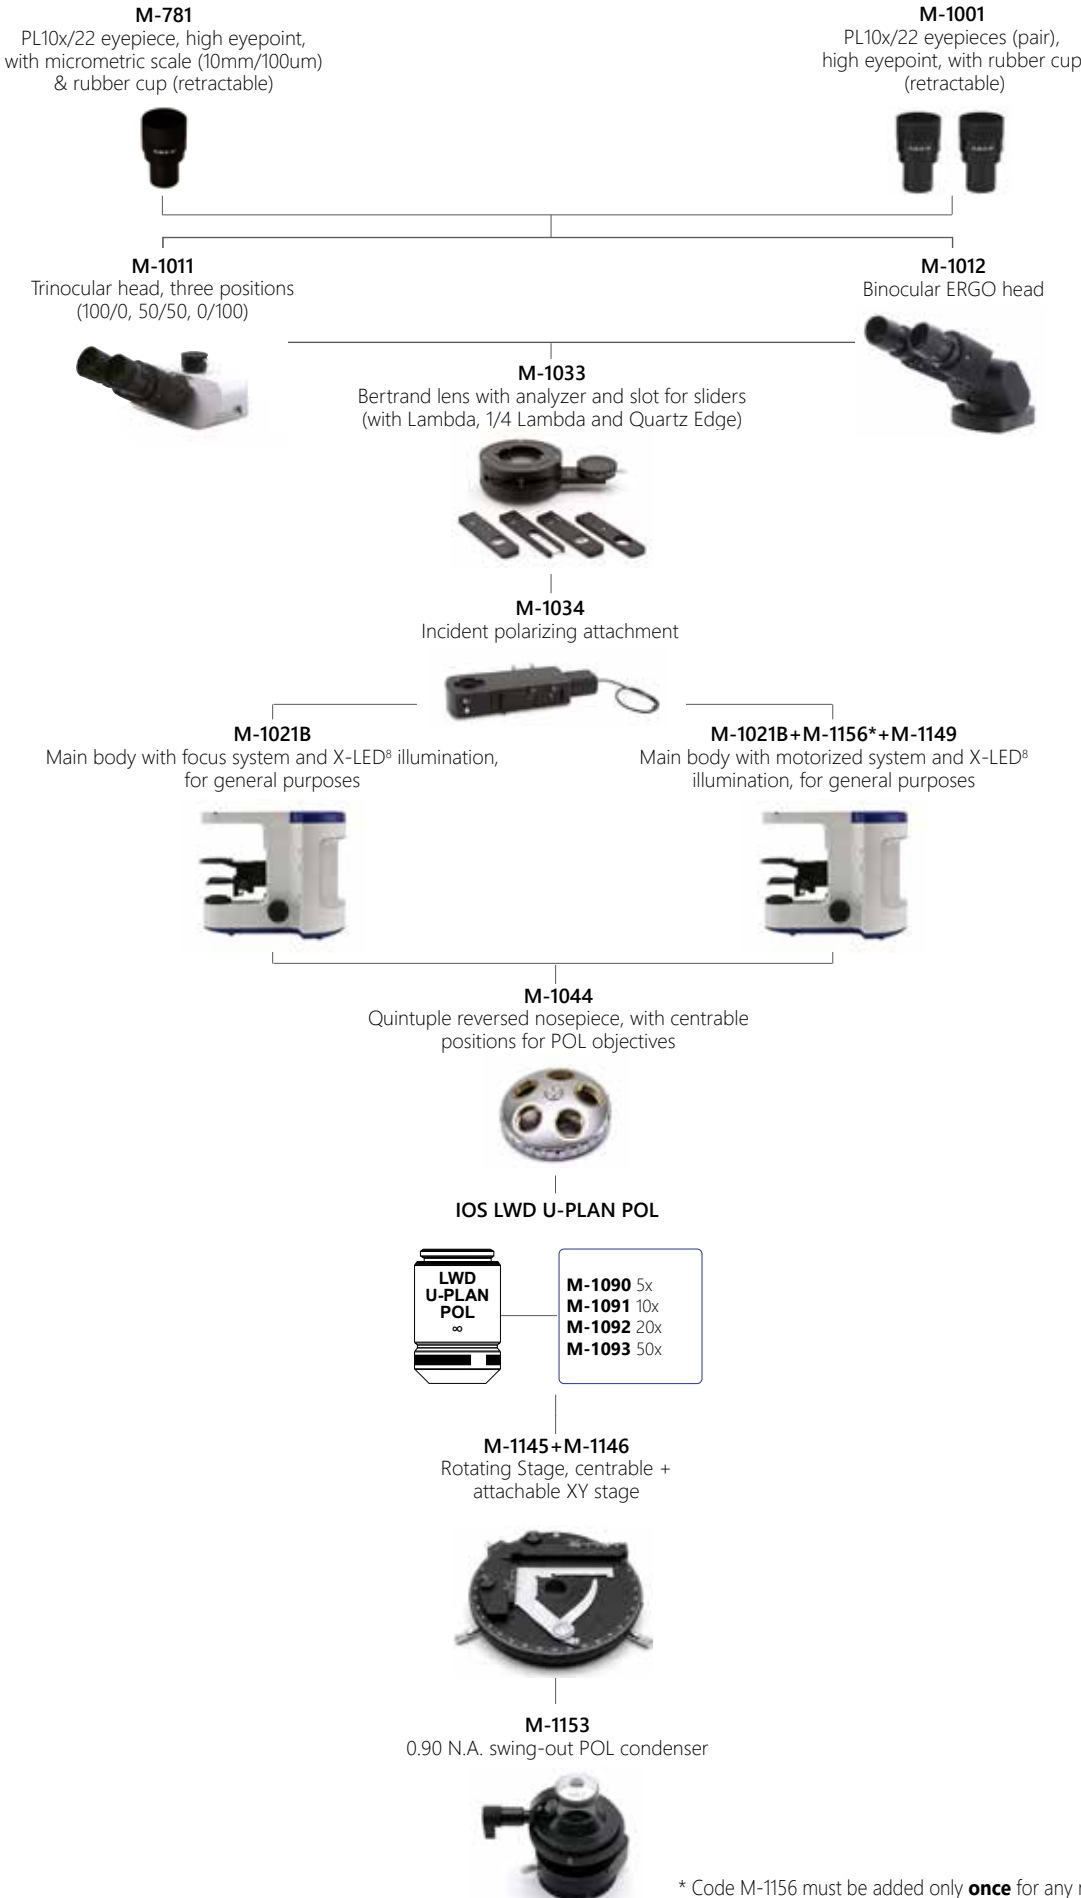 M-781
PL10x/22 eyepiece, high eyepoint,
with micrometric scale (10mm/100um)
& rubber cup (retractable)
M-1001
PL10x/22 eyepieces (pair),
high eyepoint, with rubber cup
(retractable)
M-1011
Trinocular head, three positions
(100/0, 50/50, 0/100)
M-1012
Binocular ERGO head
M-1033
Bertrand lens with analyzer and slot for sliders
(with Lambda, 1/4 Lambda and Quartz Edge)
M-1034
Incident polarizing attachment
M-1021B
Main body with focus system and X-LED⁸ illumination,
for general purposes
M-1021B+M-1156*+M-1149
Main body with motorized system and X-LED⁸
illumination, for general purposes
M-1044
Quintuple reversed nosepiece, with centrable
positions for POL objectives
IOS LWD U-PLAN POL
LWD
U-PLAN
POL
∞
M-1090 5x
M-1091 10x
M-1092 20x
M-1093 50x
M-1145+M-1146
Rotating Stage, centrable +
attachable XY stage
M-1153
0.90 N.A. swing-out POL condenser
* Code M-1156 must be added only once for any